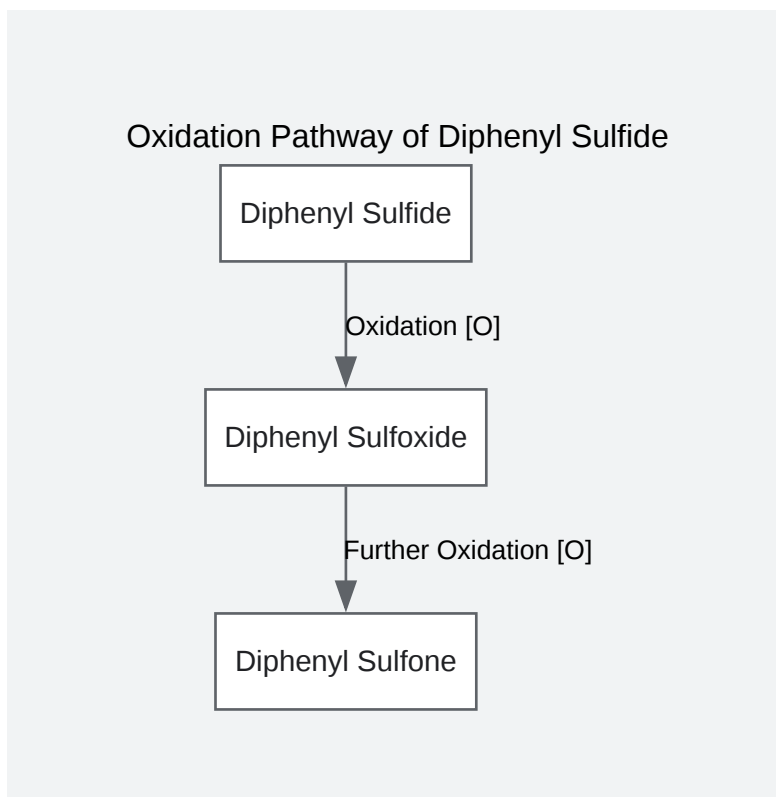 Oxidation Pathway of Diphenyl Sulfide
Diphenyl Sulfide
Oxidation [O]
Diphenyl Sulfoxide
Further Oxidation [O]
Diphenyl Sulfone